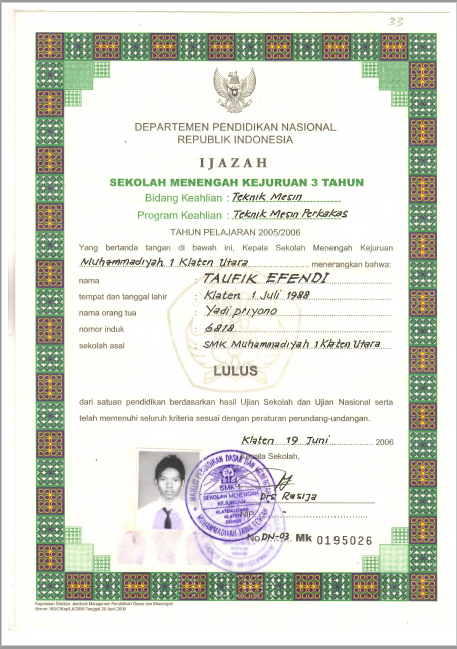 33
DEPARTEMEN PENDIDIKAN NASIONAL
REPUBLIK INDONESIA
IJAZAH
SEKOLAH MENENGAH KEJURUAN 3 TAHUN
Bidang Keahlian : Teknik Mesin
Program Keahlian : Teknik Mesin Perkakas
TAHUN PELAJARAN 2005/2006
Yang bertanda tangan di bawah ini, Kepala Sekolah Menengah Kejuruan
Muhammadiyah 1 Klaten Utara menerangkan bahwa:
nama : TAUFIK EFENDI
tempat dan tanggal lahir : Klaten 1 Juli 1988
nama orang tua : Yadi priyono
nomor induk : 6818
sekolah asal : SMK Muhammadiyah 1 Klaten Utara
LULUS
dari satuan pendidikan berdasarkan hasil Ujian Sekolah dan Ujian Nasional serta
telah memenuhi seluruh kriteria sesuai dengan peraturan perundang-undangan.
Klaten 19 Juni 2006
Kepala Sekolah,
MAJLIS PENDIDIKAN DASAR DAN MENENGAH
SMK
SEKOLAH MENENGAH
KEJURUAN
KLATEN UTARA
KLATEN
MUHAMMADIYAH JAWA TENGAH
Drs Rasija
NIP. -
No DN-03 Mk 0195026
Keputusan Direktur Jenderal Manajemen Pendidikan Dasar dan Menengah
Nomor 160/C/Kep/LK/2006 Tanggal 20 April 2006